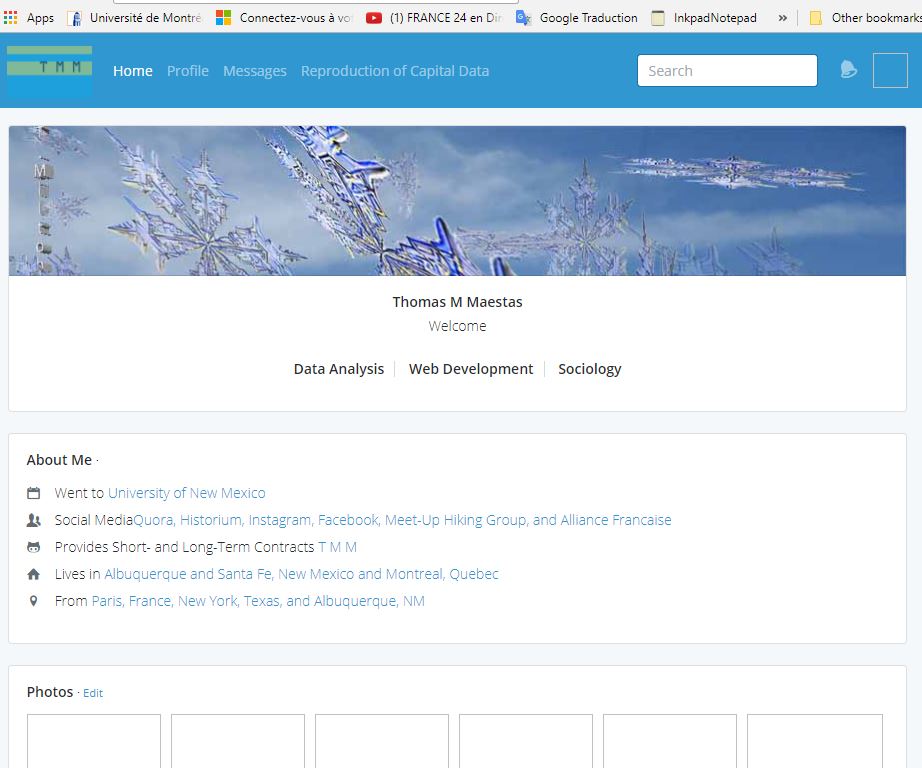 Apps Université de Montré Connectez-vous à vot (1) FRANCE 24 en Dir Google Traduction InkpadNotepad » Other bookmarks
T M M Home Profile Messages Reproduction of Capital Data Search
M
Thomas M Maestas
Welcome
Data Analysis Web Development Sociology
About Me ·
Went to University of New Mexico
Social MediaQuora, Historium, Instagram, Facebook, Meet-Up Hiking Group, and Alliance Francaise
Provides Short- and Long-Term Contracts T M M
Lives in Albuquerque and Santa Fe, New Mexico and Montreal, Quebec
From Paris, France, New York, Texas, and Albuquerque, NM
Photos · Edit